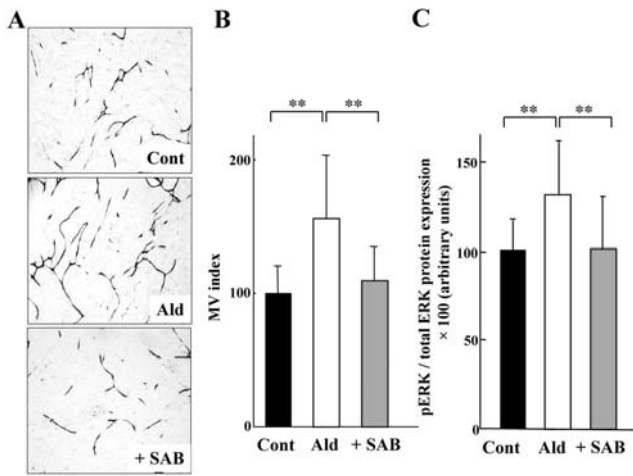 A
Cont
Ald
+ SAB
B
** **
MV index
200
100
0
Cont Ald + SAB
C
** **
pERK / total ERK protein expression
× 100 (arbitrary units)
150
100
50
0
Cont Ald + SAB